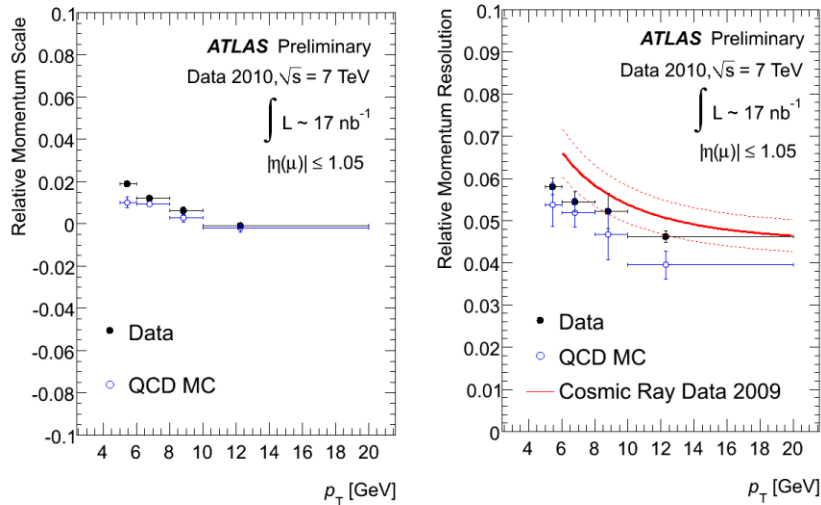 Relative Momentum Scale
0.1
0.08
0.06
0.04
0.02
0
-0.02
-0.04
-0.06
-0.08
-0.1
ATLAS Preliminary
Data 2010,√s = 7 TeV
∫ L ~ 17 nb⁻¹
|η(μ)| ≤ 1.05
Data
QCD MC
4 6 8 10 12 14 16 18 20
p_T [GeV]
Relative Momentum Resolution
0.1
0.09
0.08
0.07
0.06
0.05
0.04
0.03
0.02
0.01
0
ATLAS Preliminary
Data 2010,√s = 7 TeV
∫ L ~ 17 nb⁻¹
|η(μ)| ≤ 1.05
Data
QCD MC
Cosmic Ray Data 2009
4 6 8 10 12 14 16 18 20
p_T [GeV]